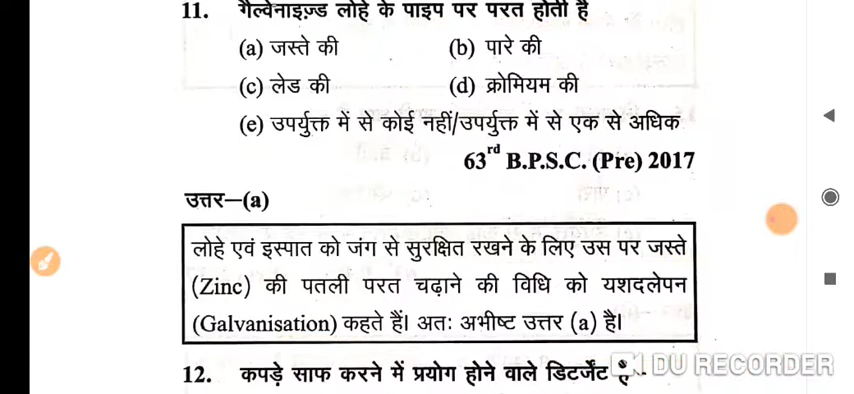 11. गैल्वेनाइज़्ड लोहे के पाइप पर परत होती है
(a) जस्ते की (b) पारे की
(c) लेड की (d) क्रोमियम की
(e) उपर्युक्त में से कोई नहीं/उपर्युक्त में से एक से अधिक
63rd B.P.S.C. (Pre) 2017
उत्तर—(a)
लोहे एवं इस्पात को जंग से सुरक्षित रखने के लिए उस पर जस्ते
(Zinc) की पतली परत चढ़ाने की विधि को यशदलेपन
(Galvanisation) कहते हैं। अतः अभीष्ट उत्तर (a) है।
DU RECORDER
12. कपड़े साफ करने में प्रयोग होने वाले डिटर्जेंट हैं-